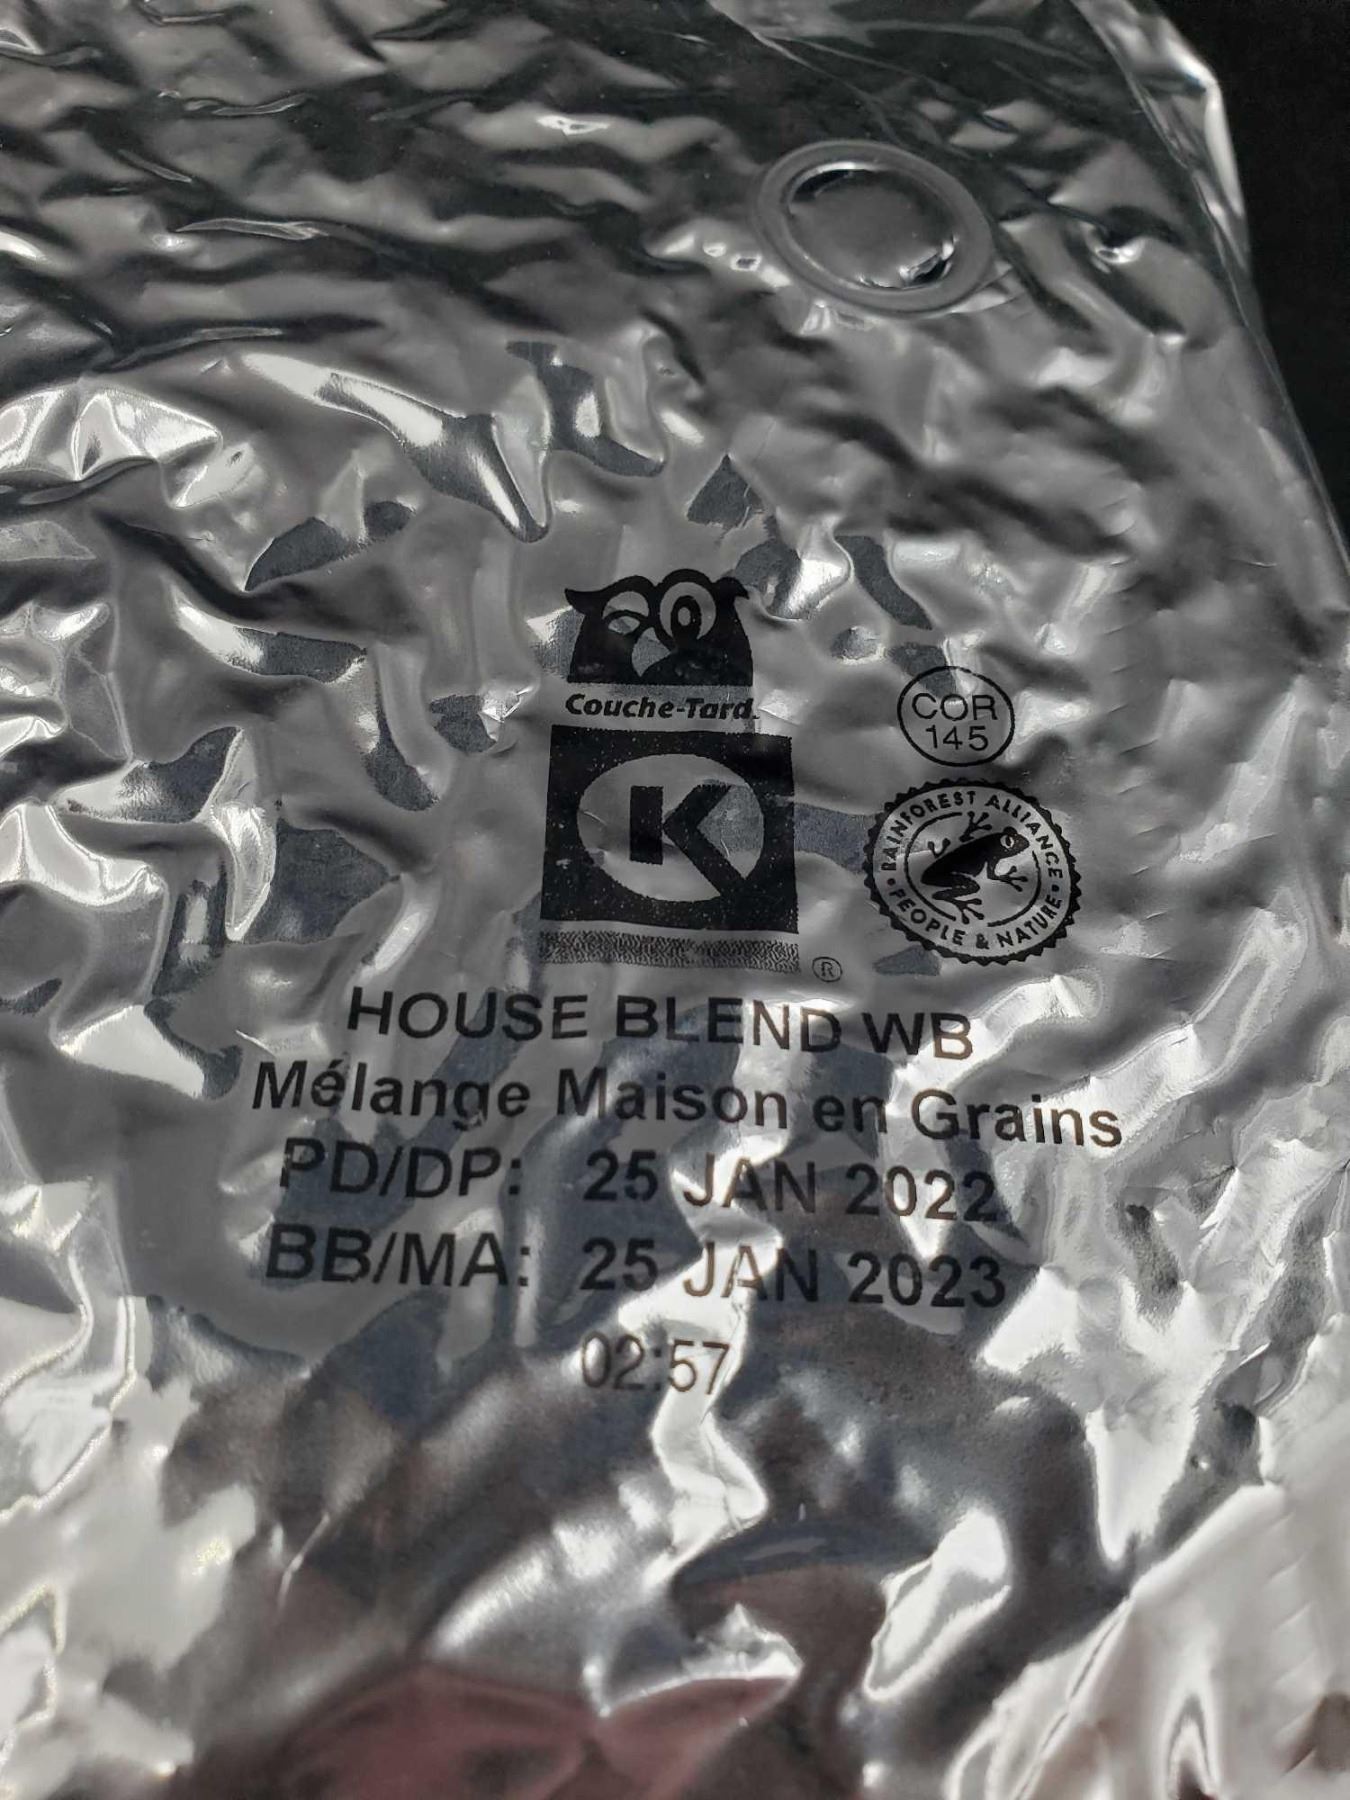 Couche-Tard.
K
®
COR
145
RAINFOREST ALLIANCE
PEOPLE & NATURE
HOUSE BLEND WB
Mélange Maison en Grains
PD/DP: 25 JAN 2022
BB/MA: 25 JAN 2023
02:57